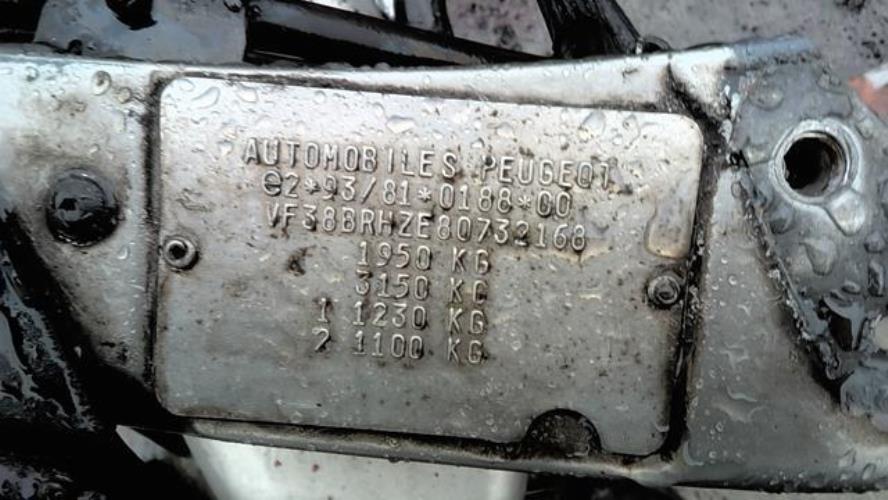 AUTOMOBILES PEUGEOT
e2*93/81*0188*00
VF38BRHZE80732168
1950 KG
3150 KG
1 1230 KG
2 1100 KG